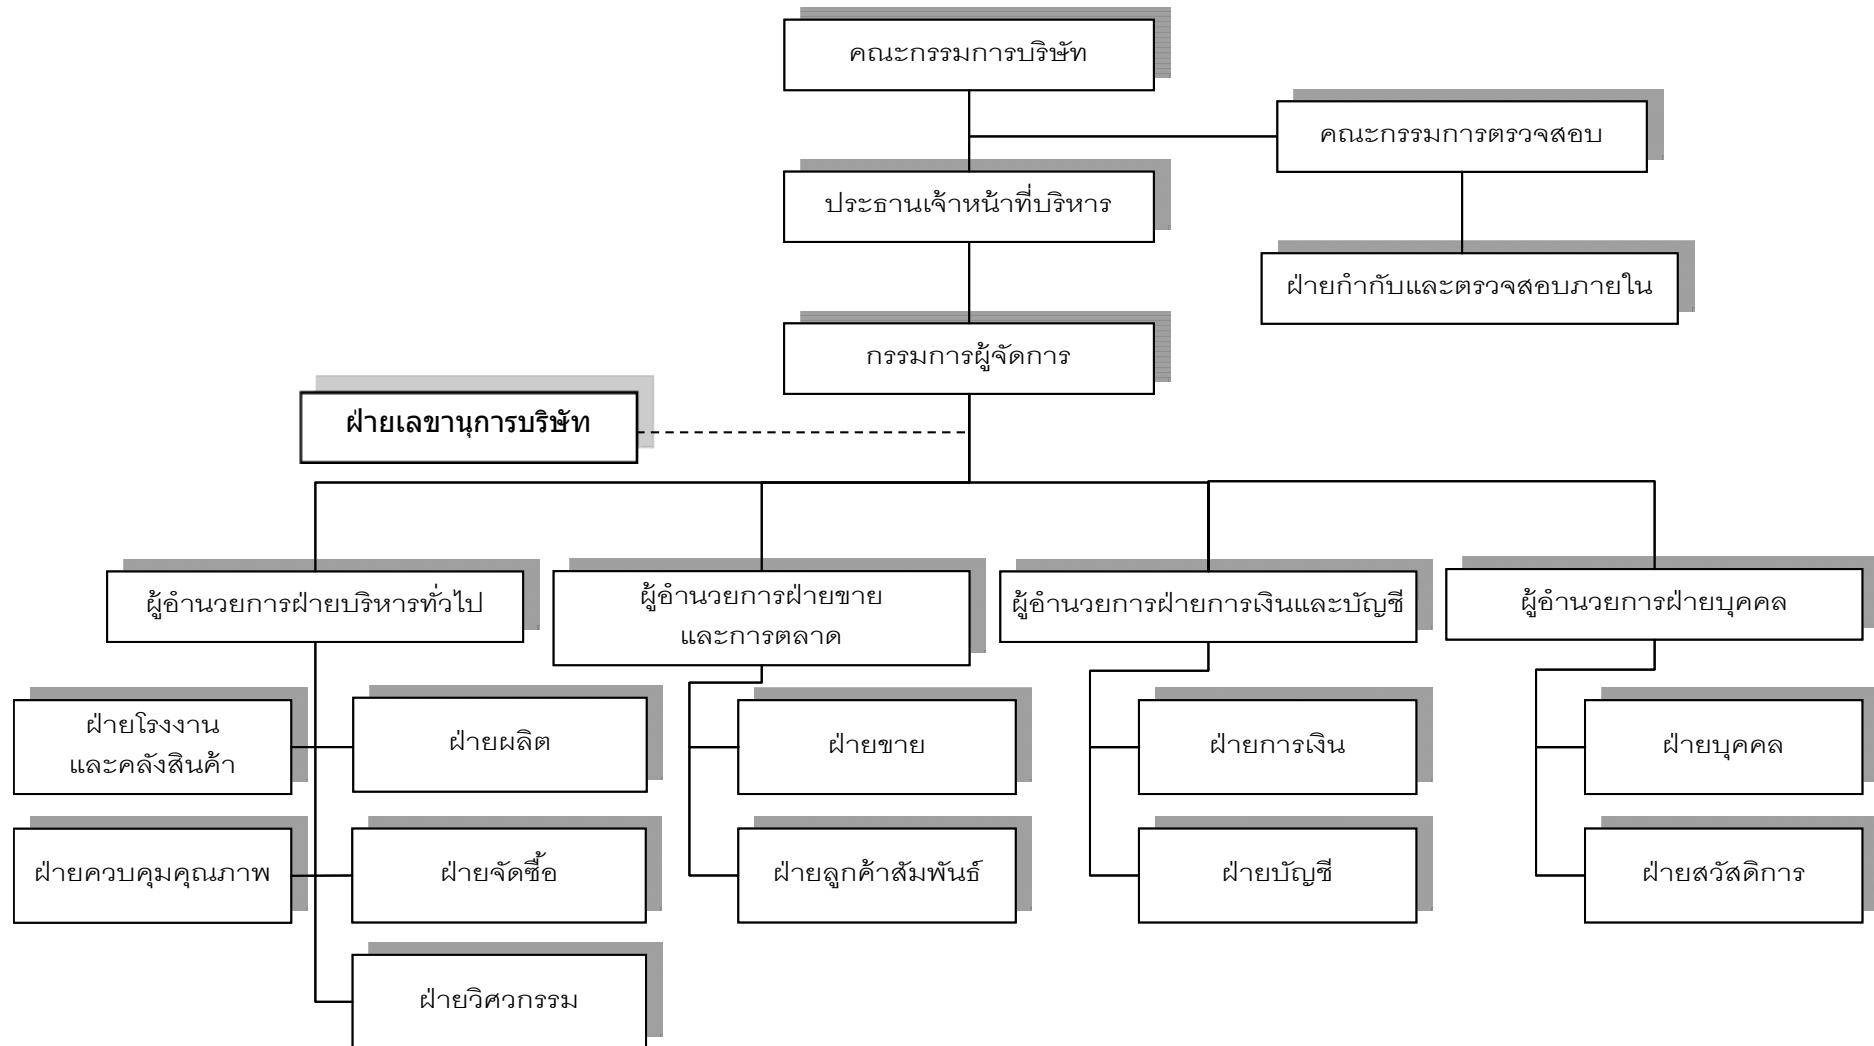 คณะกรรมการบริษัท
คณะกรรมการตรวจสอบ
ประธานเจ้าหน้าที่บริหาร
ฝ่ายกำกับและตรวจสอบภายใน
กรรมการผู้จัดการ
ฝ่ายเลขานุการบริษัท
ผู้อำนวยการฝ่ายบริหารทั่วไป
ผู้อำนวยการฝ่ายขาย
และการตลาด
ผู้อำนวยการฝ่ายการเงินและบัญชี
ผู้อำนวยการฝ่ายบุคคล
ฝ่ายโรงงาน
และคลังสินค้า
ฝ่ายผลิต
ฝ่ายขาย
ฝ่ายการเงิน
ฝ่ายบุคคล
ฝ่ายควบคุมคุณภาพ
ฝ่ายจัดซื้อ
ฝ่ายลูกค้าสัมพันธ์
ฝ่ายบัญชี
ฝ่ายสวัสดิการ
ฝ่ายวิศวกรรม